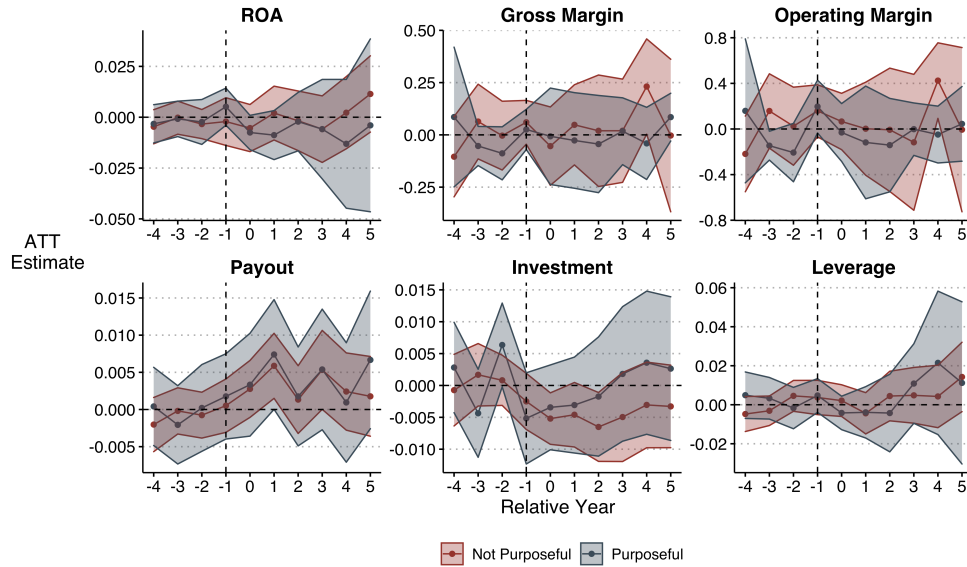 ROA
Gross Margin
Operating Margin
0.025
0.000
-0.025
-0.050
0.50
0.25
0.00
-0.25
0.8
0.4
0.0
-0.4
-0.8
-4 -3 -2 -1 0 1 2 3 4 5
-4 -3 -2 -1 0 1 2 3 4 5
-4 -3 -2 -1 0 1 2 3 4 5
ATT
Estimate
Payout
Investment
Leverage
0.015
0.010
0.005
0.000
-0.005
0.015
0.010
0.005
0.000
-0.005
-0.010
0.06
0.04
0.02
0.00
-0.02
-4 -3 -2 -1 0 1 2 3 4 5
-4 -3 -2 -1 0 1 2 3 4 5
-4 -3 -2 -1 0 1 2 3 4 5
Relative Year
Not Purposeful
Purposeful